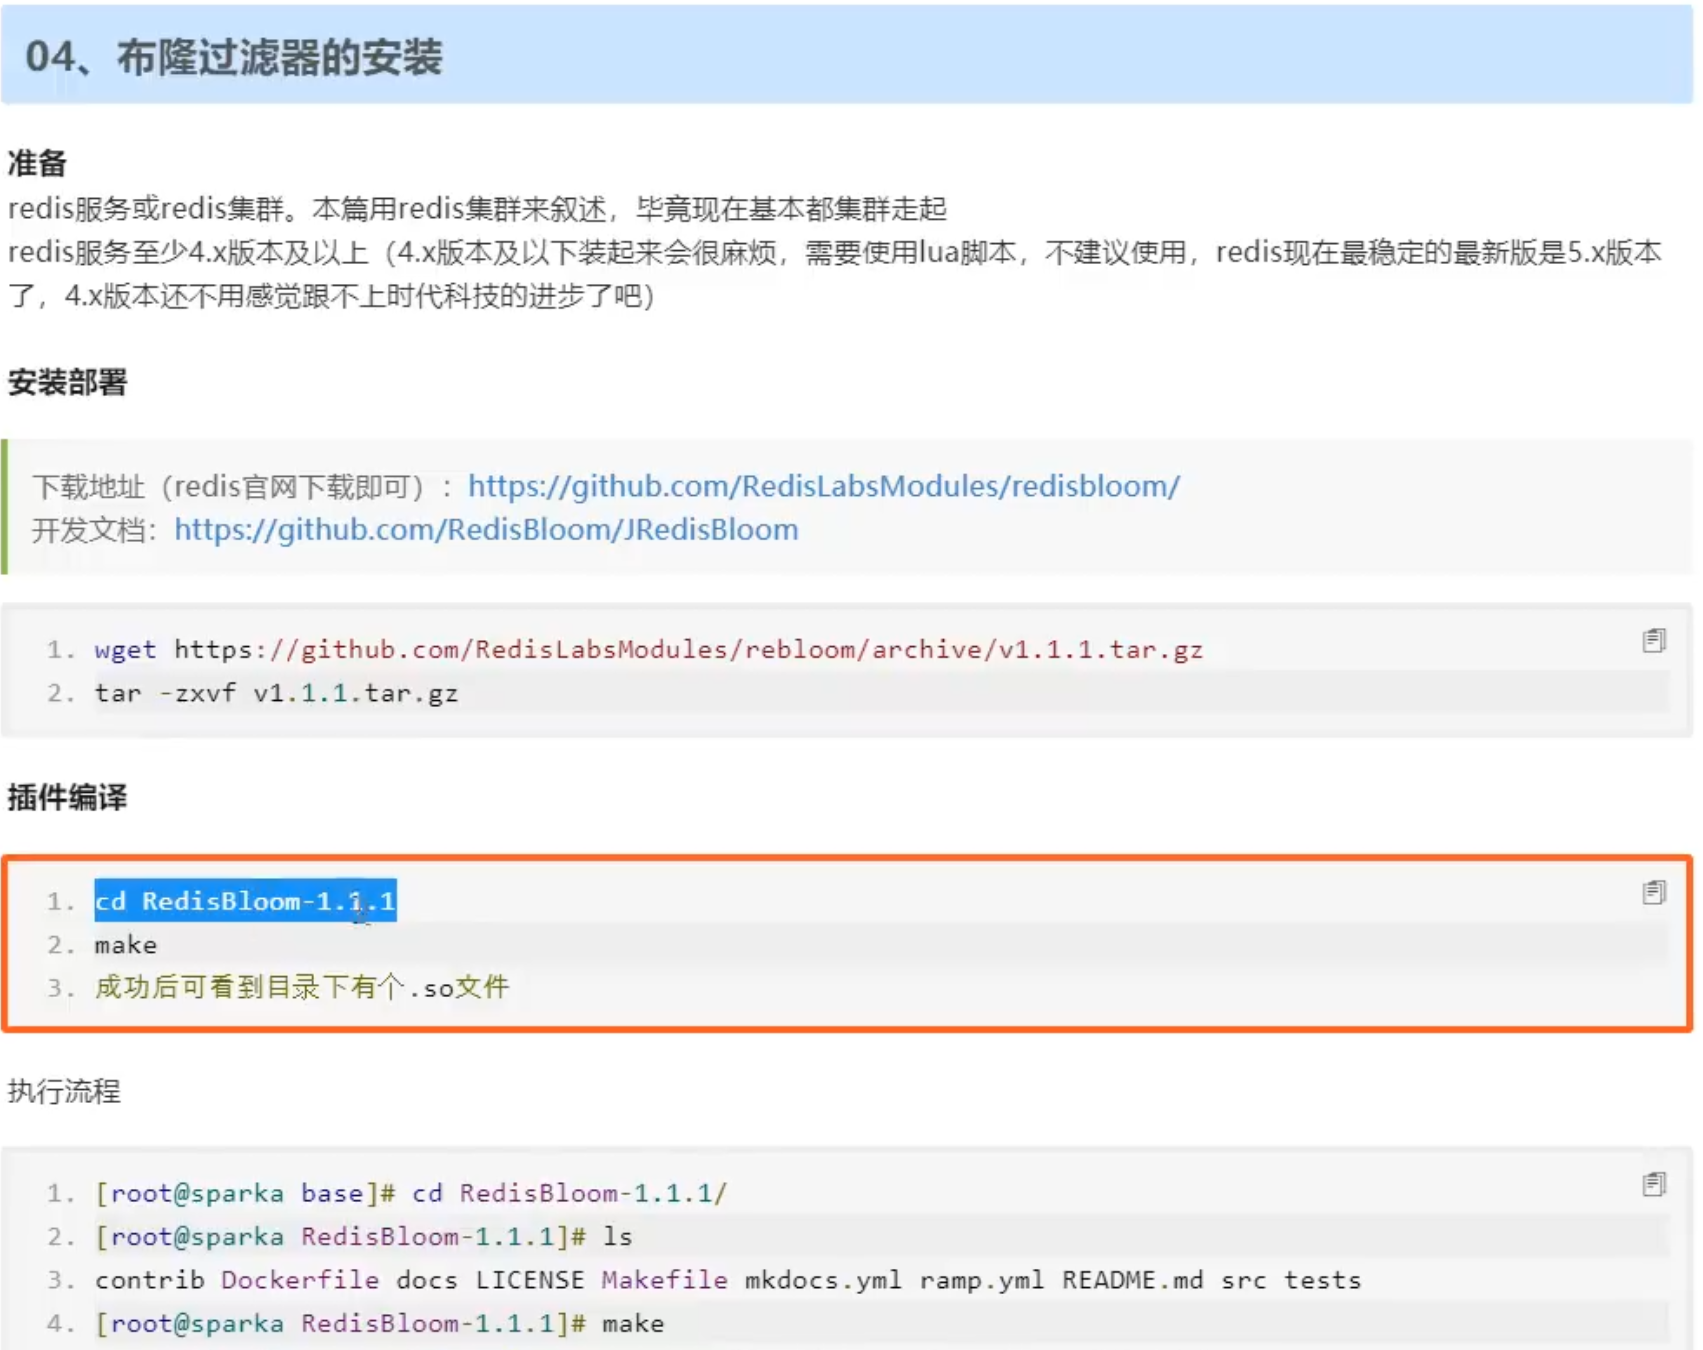 04、布隆过滤器的安装
准备
redis服务或redis集群。本篇用redis集群来叙述，毕竟现在基本都集群走起
redis服务至少4.x版本及以上（4.x版本及以下装起来会很麻烦，需要使用lua脚本，不建议使用，redis现在最稳定的最新版是5.x版本
了，4.x版本还不用感觉跟不上时代科技的进步了吧）
安装部署
下载地址（redis官网下载即可）：https://github.com/RedisLabsModules/redisbloom/
开发文档：https://github.com/RedisBloom/JRedisBloom
1. wget https://github.com/RedisLabsModules/rebloom/archive/v1.1.1.tar.gz
2. tar -zxvf v1.1.1.tar.gz
插件编译
1. cd RedisBloom-1.1.1
2. make
3. 成功后可看到目录下有个.so文件
执行流程
1. [root@sparka base]# cd RedisBloom-1.1.1/
2. [root@sparka RedisBloom-1.1.1]# ls
3. contrib Dockerfile docs LICENSE Makefile mkdocs.yml ramp.yml README.md src tests
4. [root@sparka RedisBloom-1.1.1]# make